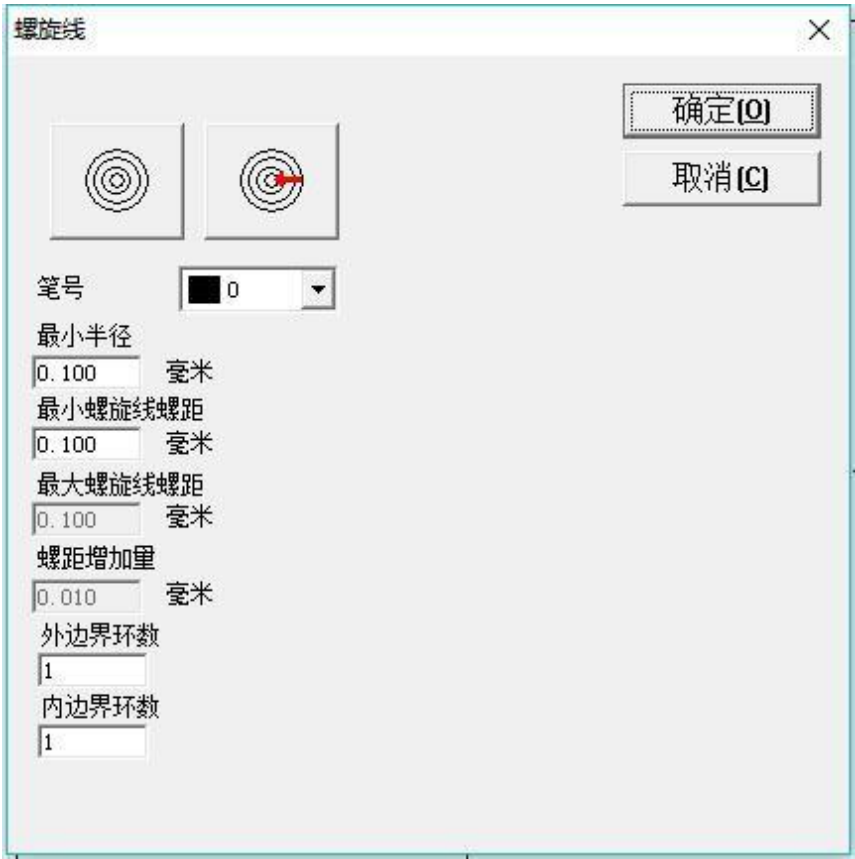 螺旋线
确定(O)
取消(C)
笔号
0
最小半径
0.100 毫米
最小螺旋线螺距
0.100 毫米
最大螺旋线螺距
0.100 毫米
螺距增加量
0.010 毫米
外边界环数
1
内边界环数
1